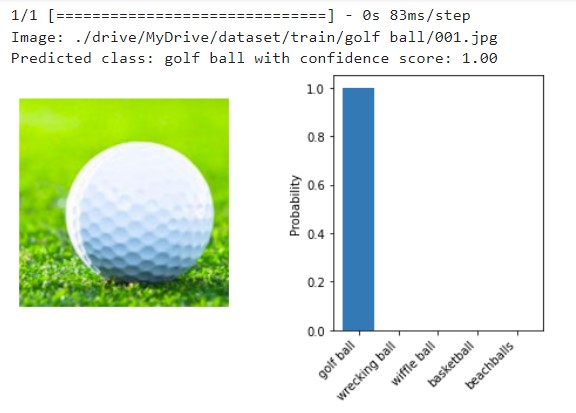 1/1 [==============================] - 0s 83ms/step
Image: ./drive/MyDrive/dataset/train/golf ball/001.jpg
Predicted class: golf ball with confidence score: 1.00
Probability
1.0
0.8
0.6
0.4
0.2
0.0
golf ball
wrecking ball
wiffle ball
basketball
beachballs